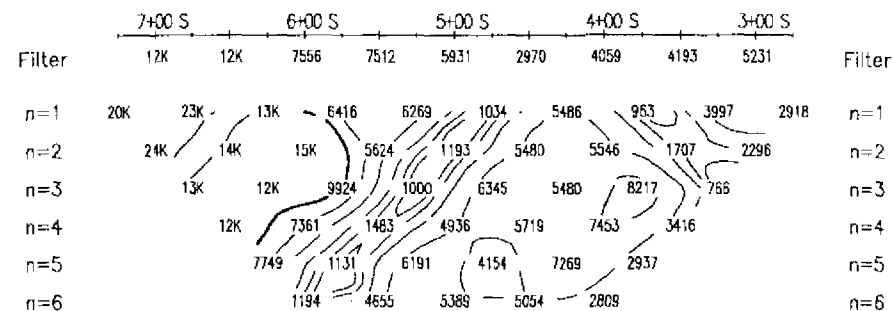 7+00 S 6+00 S 5+00 S 4+00 S 3+00 S
Filter 12K 12K 7556 7512 5931 2970 4059 4193 5231 Filter
n=1 20K 23K 13K 6416 6269 1034 5486 963 3997 2918 n=1
n=2 24K 14K 15K 5624 1193 5480 5546 1707 2296 n=2
n=3 13K 12K 9924 1000 6345 5480 8217 766 n=3
n=4 12K 7361 1483 4936 5719 7453 3416 n=4
n=5 7749 1131 6191 4154 7269 2937 n=5
n=6 1194 4655 5389 5054 2809 n=6